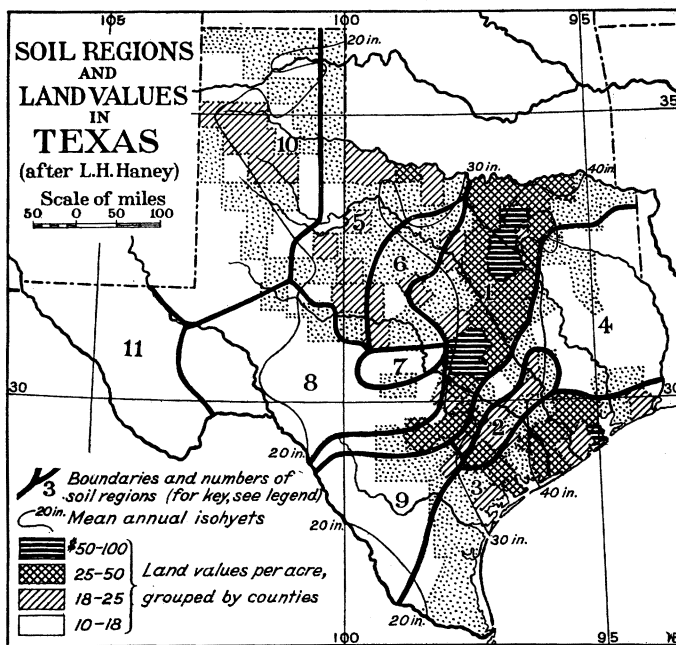 105
100
95
SOIL REGIONS
AND
LAND VALUES
IN
TEXAS
(after L.H. Haney)
Scale of miles
50 0 50 100
20 in.
35
10
30 in.
40 in.
5
6
1
4
11
8
7
30
30
2
20 in.
9
3
40 in.
30 in.
20 in.
20 in.
3 Boundaries and numbers of
soil regions (for key, see legend)
20 in. Mean annual isohyets
$50-100
25-50
18-25
10-18
Land values per acre,
grouped by counties
100
95